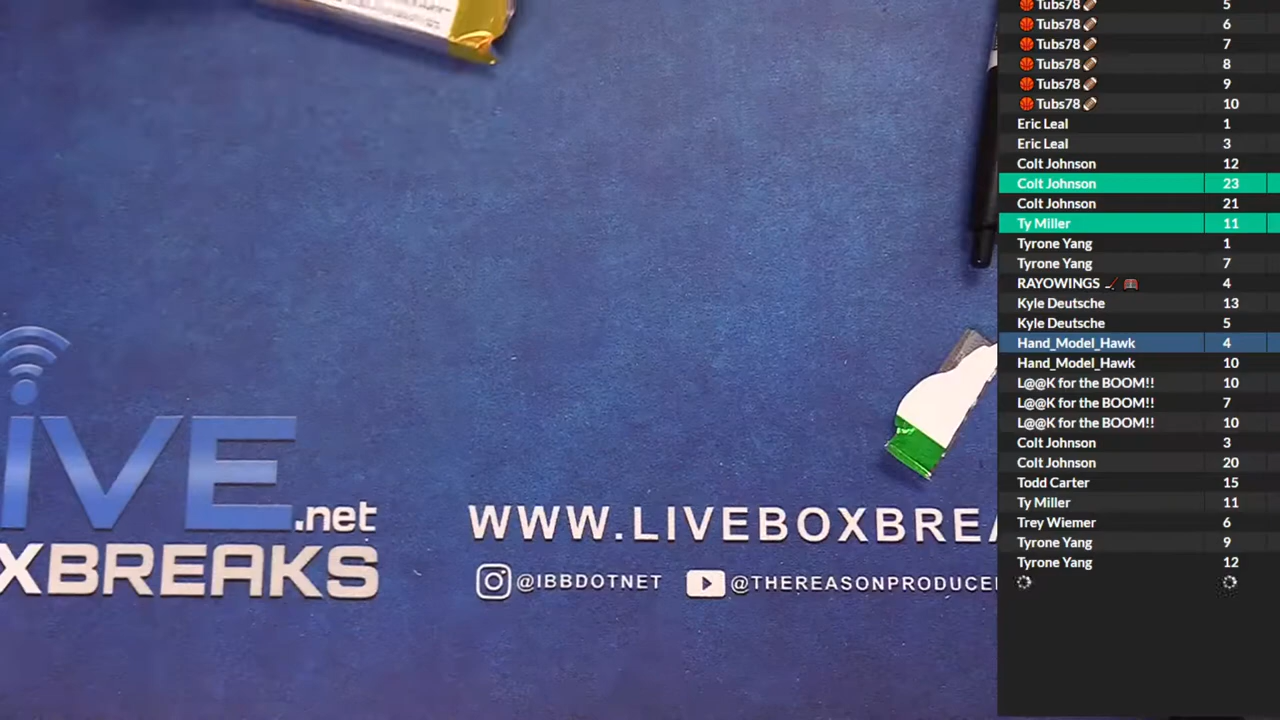 🏀 Tubs78 🏈 5
🏀 Tubs78 🏈 6
🏀 Tubs78 🏈 7
🏀 Tubs78 🏈 8
🏀 Tubs78 🏈 9
🏀 Tubs78 🏈 10
Eric Leal 1
Eric Leal 3
Colt Johnson 12
Colt Johnson 23
Colt Johnson 21
Ty Miller 11
Tyrone Yang 1
Tyrone Yang 7
RAYOWINGS 🏒 🥅 4
Kyle Deutsche 13
Kyle Deutsche 5
Hand_Model_Hawk 4
Hand_Model_Hawk 10
L@@K for the BOOM!! 10
L@@K for the BOOM!! 7
L@@K for the BOOM!! 10
Colt Johnson 3
Colt Johnson 20
Todd Carter 15
Ty Miller 11
Trey Wiemer 6
Tyrone Yang 9
Tyrone Yang 12
iVE.net
XBREAKS
WWW.LIVEBOXBREA
@IBBDOTNET @THEREASONPRODUCE